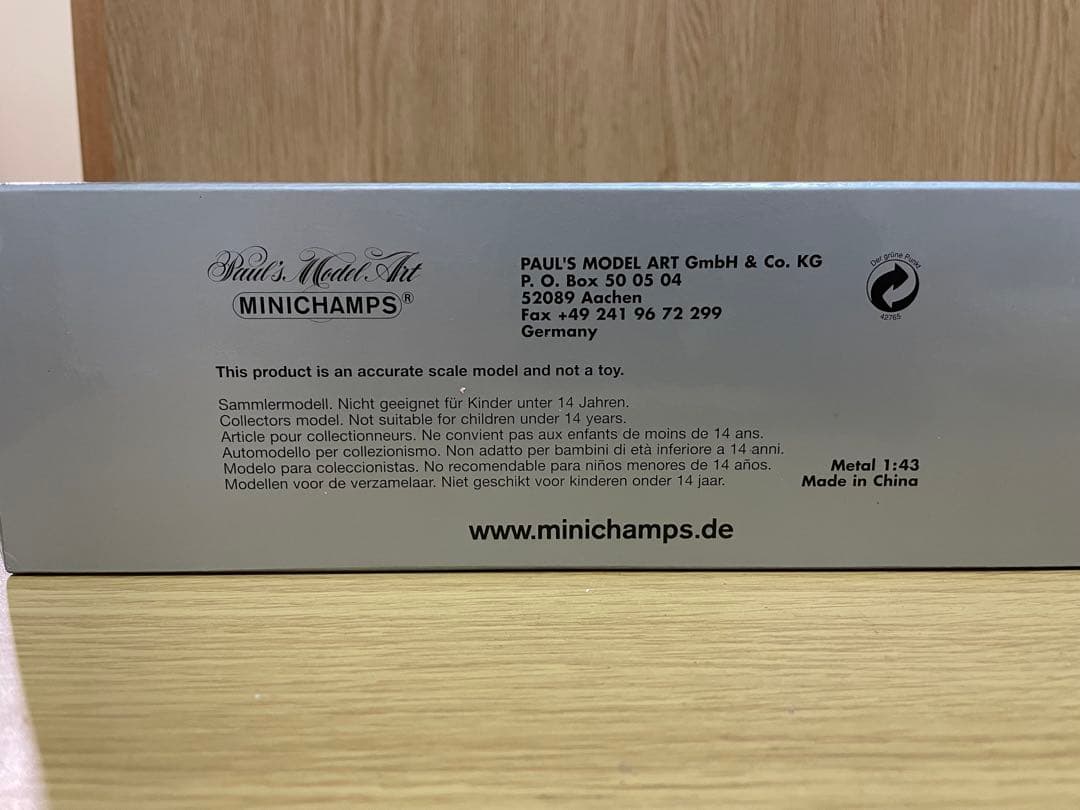 Paul's Model Art
MINICHAMPS®
PAUL'S MODEL ART GmbH & Co. KG
P. O. Box 50 05 04
52089 Aachen
Fax +49 241 96 72 299
Germany
Der grüne Punkt
42765
This product is an accurate scale model and not a toy.
Sammlermodell. Nicht geeignet für Kinder unter 14 Jahren.
Collectors model. Not suitable for children under 14 years.
Article pour collectionneurs. Ne convient pas aux enfants de moins de 14 ans.
Automodello per collezionismo. Non adatto per bambini di età inferiore a 14 anni.
Modelo para coleccionistas. No recomendable para niños menores de 14 años.
Modellen voor de verzamelaar. Niet geschikt voor kinderen onder 14 jaar.
Metal 1:43
Made in China
www.minichamps.de